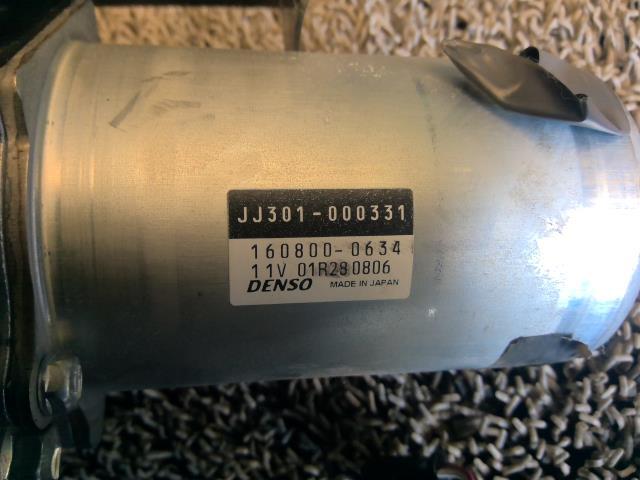 JJ301-000331
160800-0634
11V 01R280806
DENSO MADE IN JAPAN